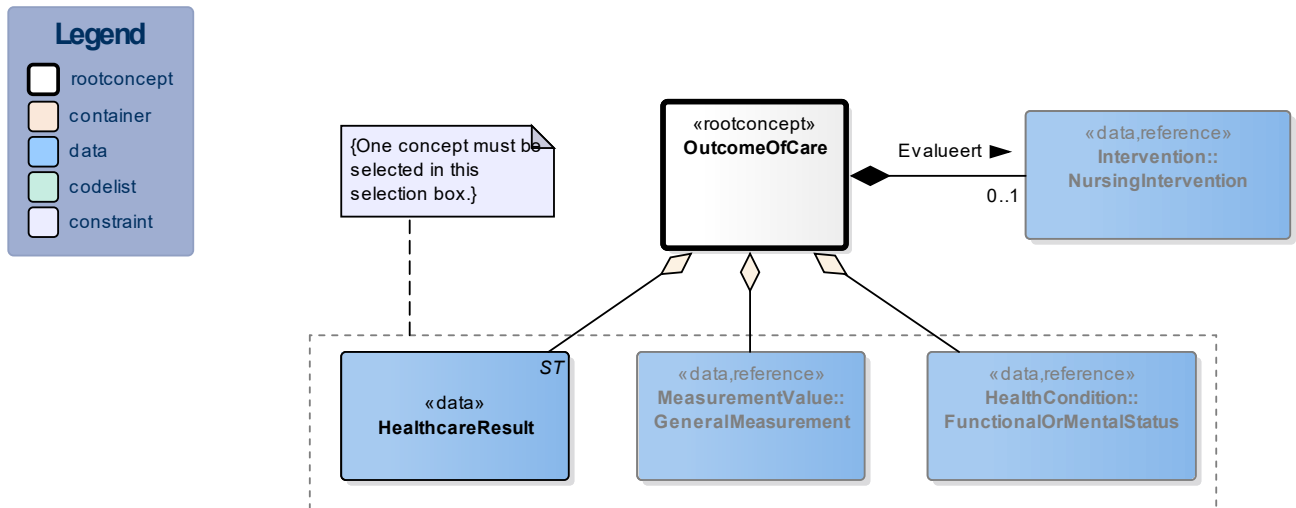 Legend
rootconcept
container
data
codelist
constraint
{One concept must be
selected in this
selection box.}
«rootconcept»
OutcomeOfCare
Evalueert
0..1
«data,reference»
Intervention::
NursingIntervention
ST
«data»
HealthcareResult
«data,reference»
MeasurementValue::
GeneralMeasurement
«data,reference»
HealthCondition::
FunctionalOrMentalStatus